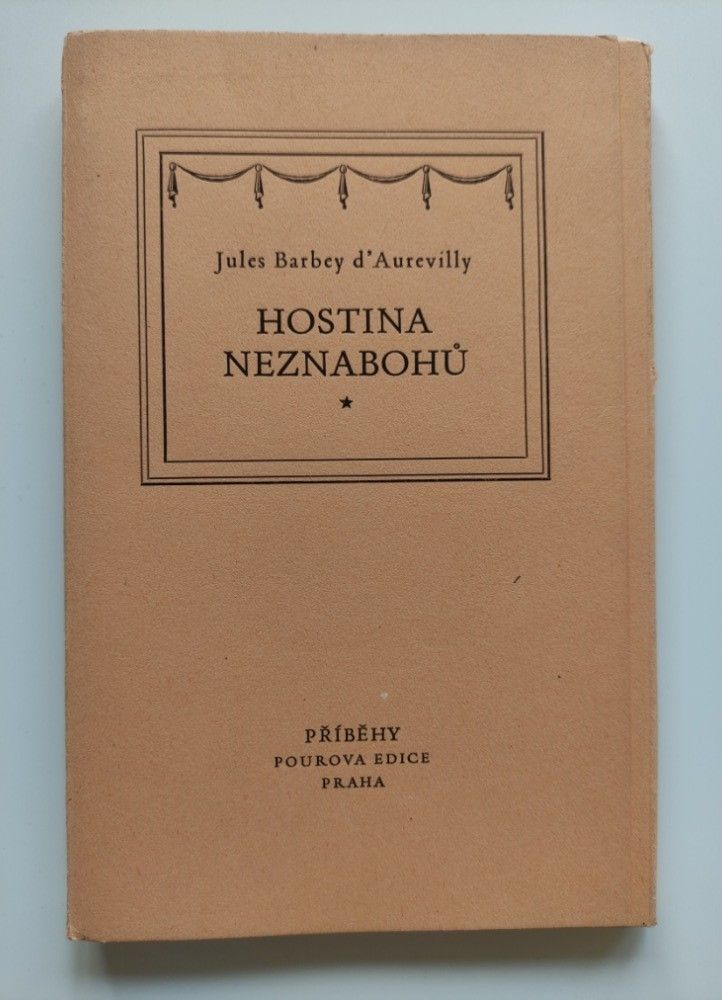 Jules Barbey d'Aurevilly
HOSTINA
NEZNABOHŮ
PŘÍBĚHY
POUROVA EDICE
PRAHA